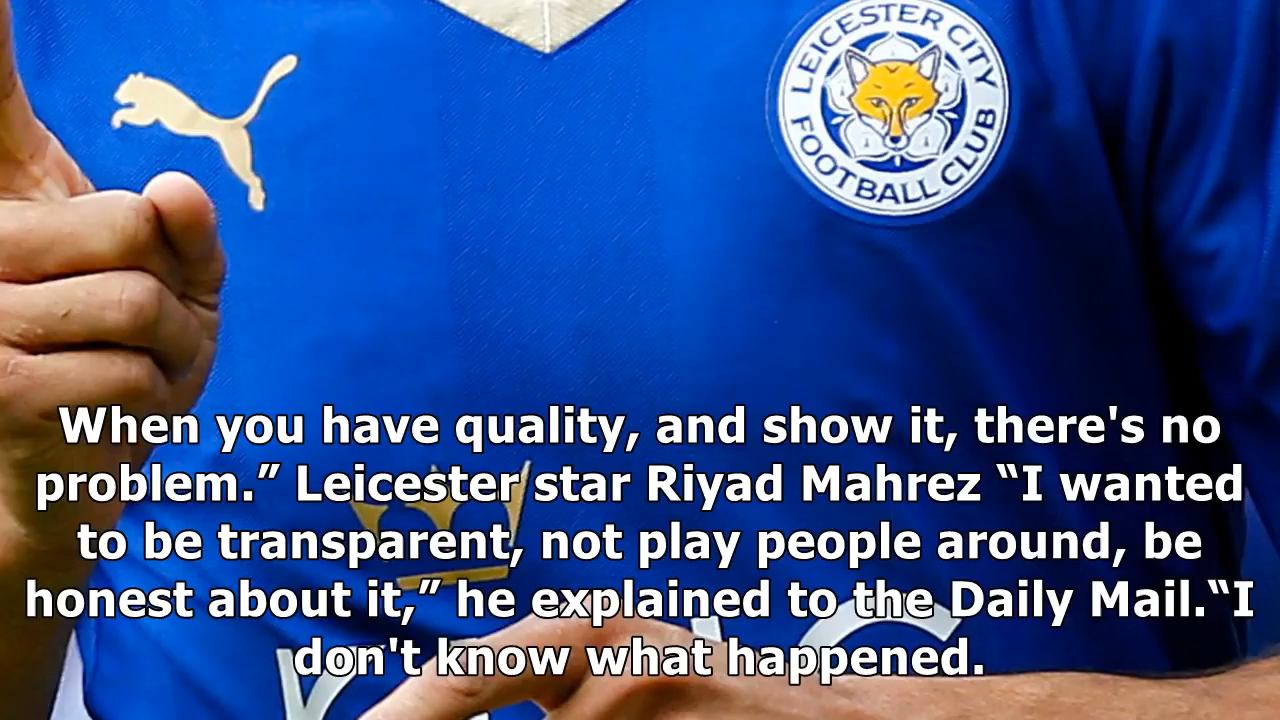 LEICESTER CITY
FOOTBALL CLUB
When you have quality, and show it, there's no
problem.” Leicester star Riyad Mahrez “I wanted
to be transparent, not play people around, be
honest about it,” he explained to the Daily Mail.“I
don't know what happened.